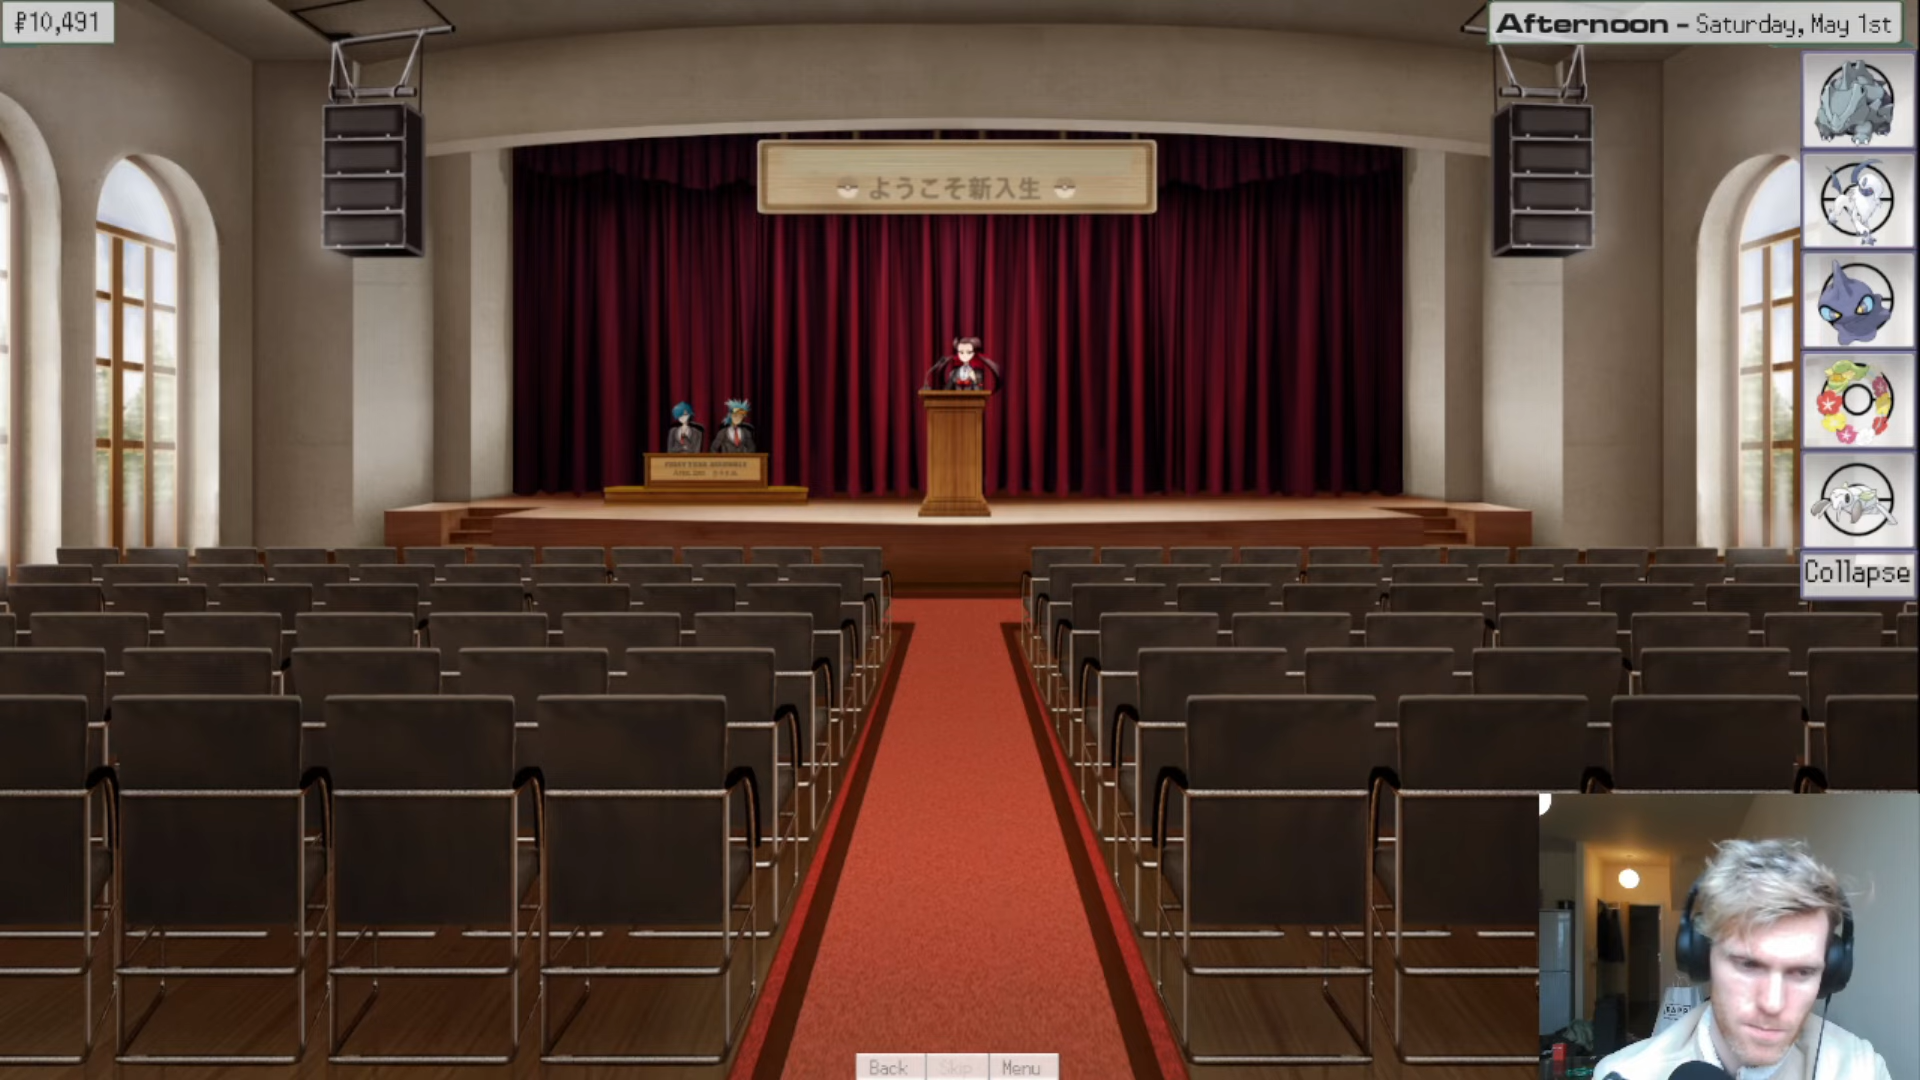 ₽10,491
Afternoon - Saturday, May 1st
ようこそ新入生
Collapse
Back
Skip
Menu